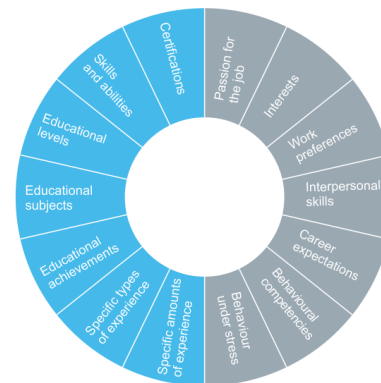 Certifications
Passion for
the job
Interests
Work
preferences
Interpersonal
skills
Career
expectations
Behavioural
competencies
Behaviour
under stress
Specific amounts
of experience
Specific types
of experience
Educational
achievements
Educational
subjects
Educational
levels
Skills
and abilities